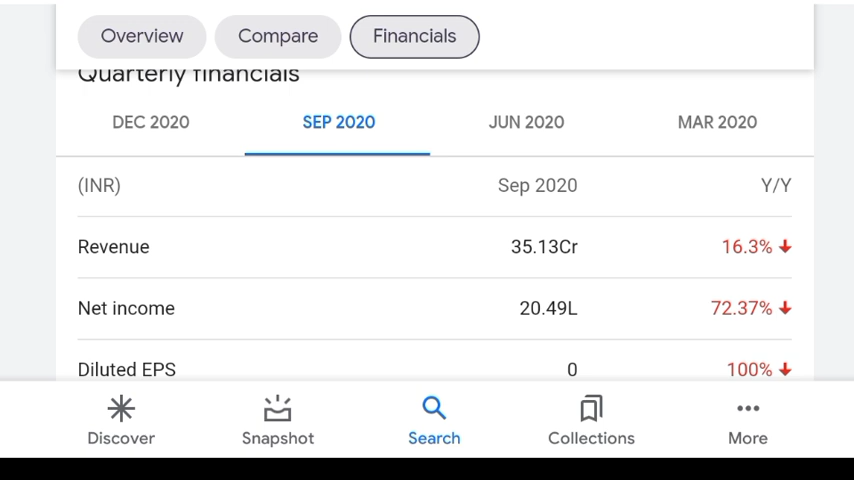 Overview Compare Financials
Quarterly financials
DEC 2020 SEP 2020 JUN 2020 MAR 2020
(INR) Sep 2020 Y/Y
Revenue 35.13Cr 16.3%
Net income 20.49L 72.37%
Diluted EPS 0 100%
Discover Snapshot Search Collections More